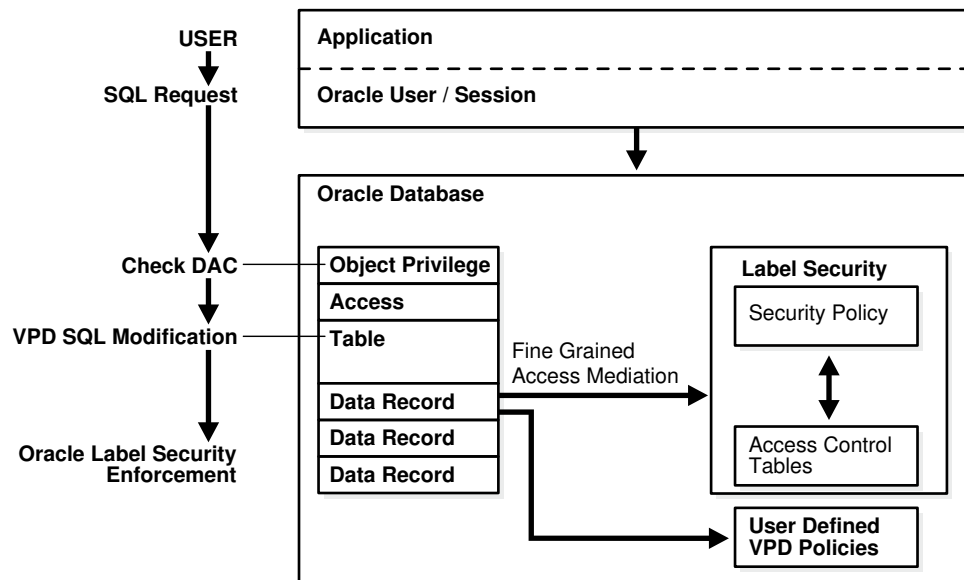 USER
SQL Request
Check DAC
VPD SQL Modification
Oracle Label Security
Enforcement
Application
Oracle User / Session
Oracle Database
Object Privilege
Access
Table
Data Record
Data Record
Data Record
Fine Grained
Access Mediation
Label Security
Security Policy
Access Control
Tables
User Defined
VPD Policies